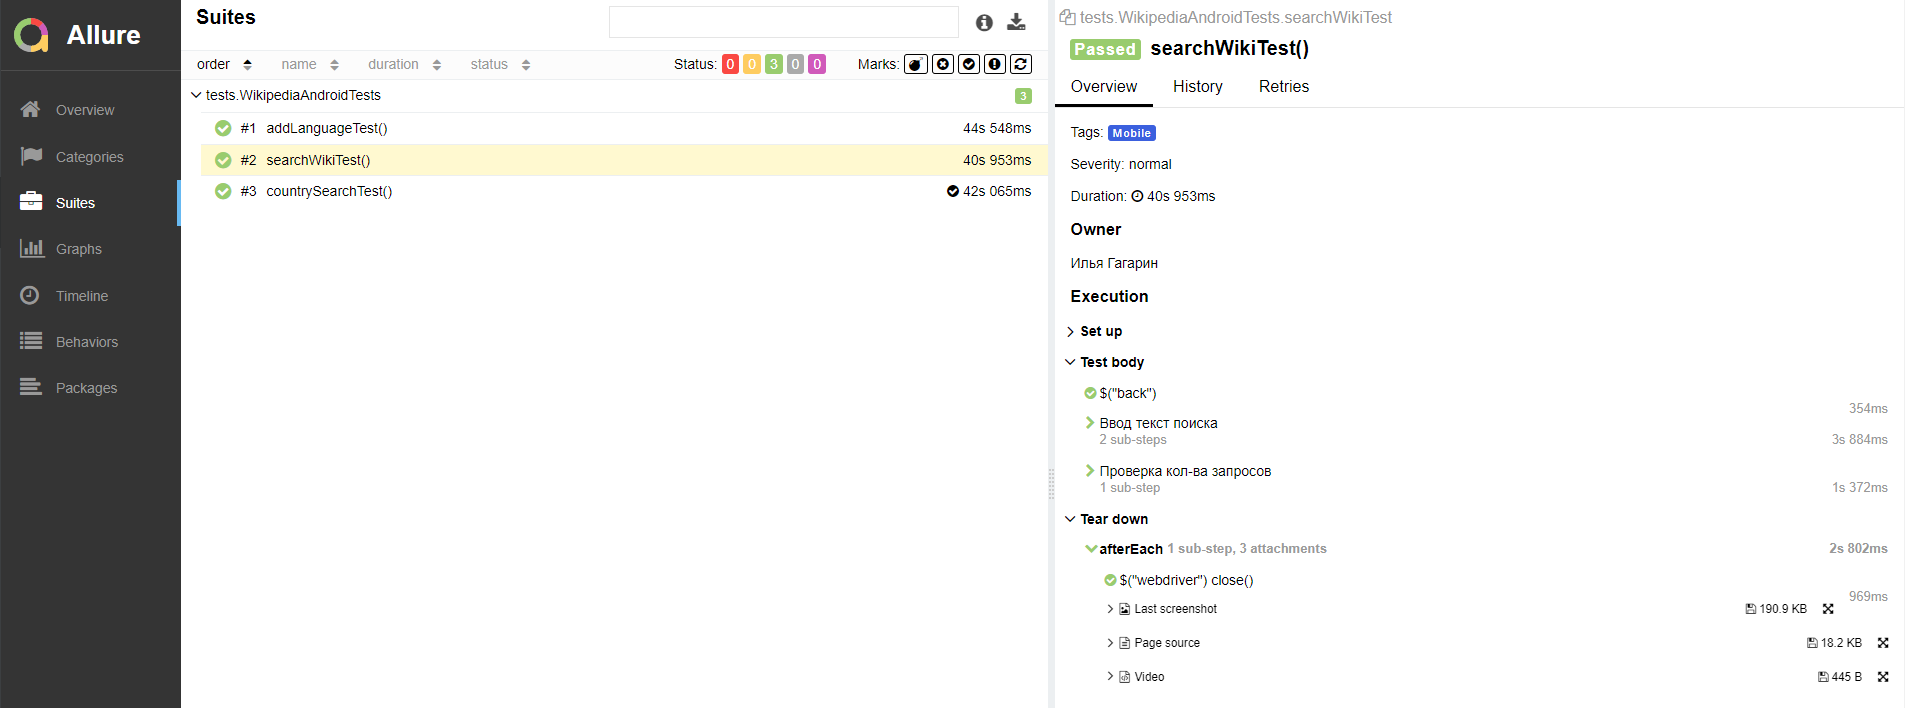 Allure
Overview
Categories
Suites
Graphs
Timeline
Behaviors
Packages
Suites
order name duration status Status: 0 0 3 0 0 Marks:
tests.WikipediaAndroidTests 3
#1 addLanguageTest() 44s 548ms
#2 searchWikiTest() 40s 953ms
#3 countrySearchTest() 42s 065ms
tests.WikipediaAndroidTests.searchWikiTest
Passed searchWikiTest()
Overview History Retries
Tags: Mobile
Severity: normal
Duration: 40s 953ms
Owner
Илья Гагарин
Execution
Set up
Test body
$("back")
354ms
Ввод текст поиска
2 sub-steps 3s 884ms
Проверка кол-ва запросов
1 sub-step 1s 372ms
Tear down
afterEach 1 sub-step, 3 attachments 2s 802ms
$("webdriver") close()
969ms
Last screenshot 190.9 KB
Page source 18.2 KB
Video 445 B